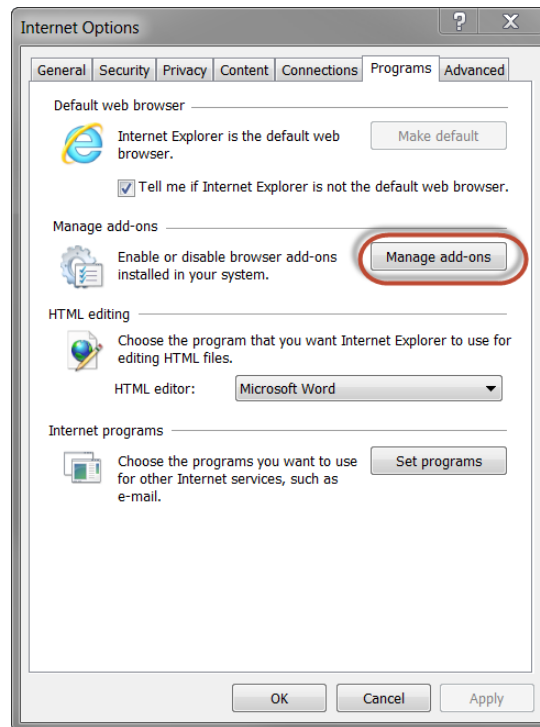 Internet Options
?
X
General Security Privacy Content Connections Programs Advanced
Default web browser
Internet Explorer is the default web
browser.
Make default
Tell me if Internet Explorer is not the default web browser.
Manage add-ons
Enable or disable browser add-ons
installed in your system.
Manage add-ons
HTML editing
Choose the program that you want Internet Explorer to use for
editing HTML files.
HTML editor: Microsoft Word
Internet programs
Choose the programs you want to use
for other Internet services, such as
e-mail.
Set programs
OK Cancel Apply